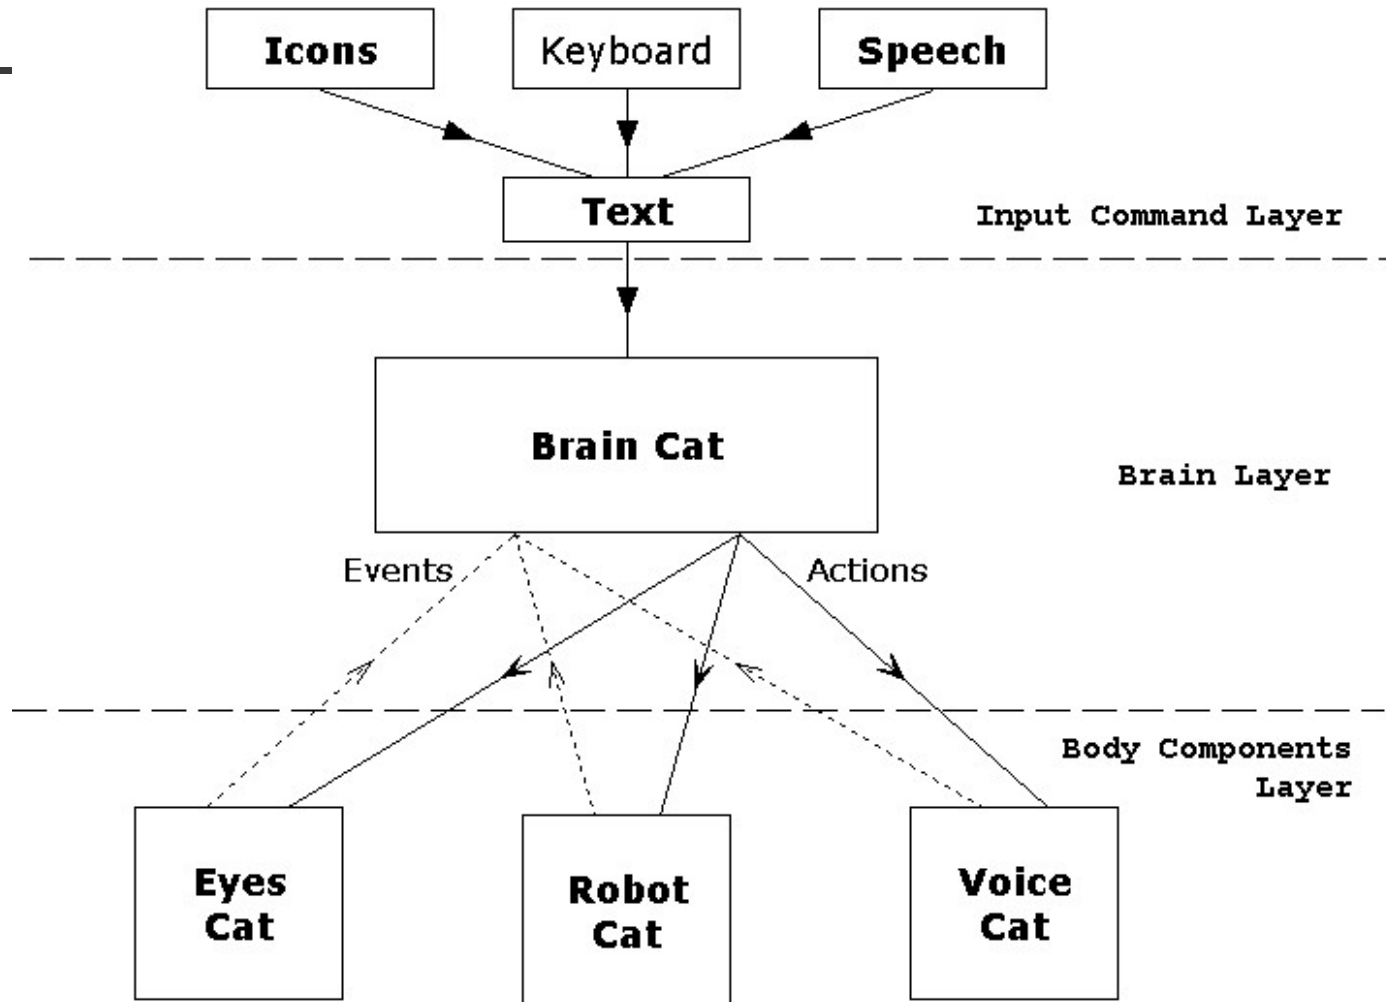 Icons
Keyboard
Speech
Text
Input Command Layer
Brain Cat
Brain Layer
Events
Actions
Body Components
Layer
Eyes
Cat
Robot
Cat
Voice
Cat